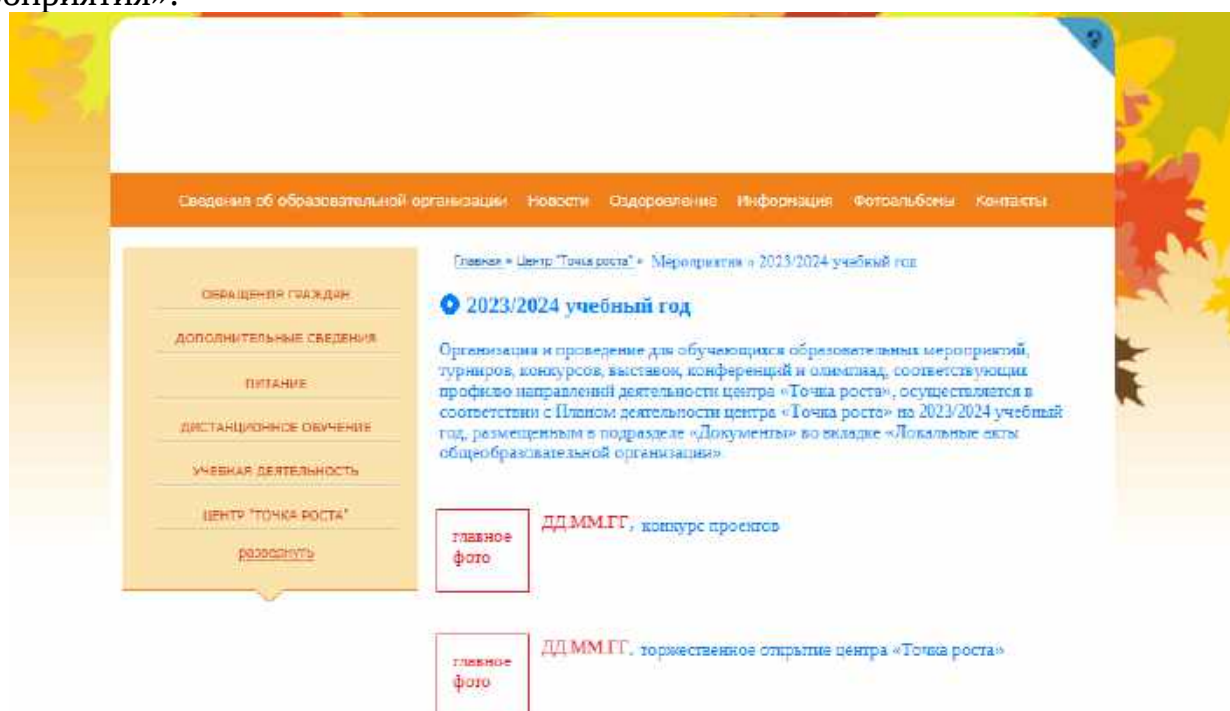 Сведения об образовательной организации Новости Оздоровление Информация Фотоальбомы Контакты
Главная » Центр "Точка роста" » Мероприятия » 2023/2024 учебный год
ОБРАЩЕНИЯ ГРАЖДАН
ДОПОЛНИТЕЛЬНЫЕ СВЕДЕНИЯ
ПИТАНИЕ
ДИСТАНЦИОННОЕ ОБУЧЕНИЕ
УЧЕБНАЯ ДЕЯТЕЛЬНОСТЬ
ЦЕНТР "ТОЧКА РОСТА"
развернуть
2023/2024 учебный год
Организация и проведение для обучающихся образовательных мероприятий,
турниров, конкурсов, выставок, конференций и олимпиад, соответствующих
профилю направлений деятельности центра «Точка роста», осуществляется в
соответствии с Планом деятельности центра «Точка роста» на 2023/2024 учебный
год, размещенным в подразделе «Документы» во вкладке «Локальные акты
общеобразовательной организации»
главное
фото
ДД.ММ.ГГ, конкурс проектов
главное
фото
ДД.ММ.ГГ, торжественное открытие центра «Точка роста»